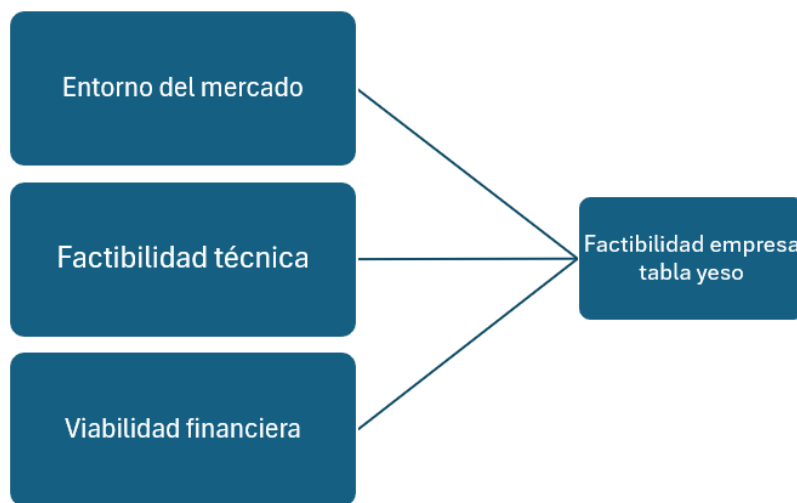 Entorno del mercado
Factibilidad técnica
Viabilidad financiera
Factibilidad empresa
tabla yeso